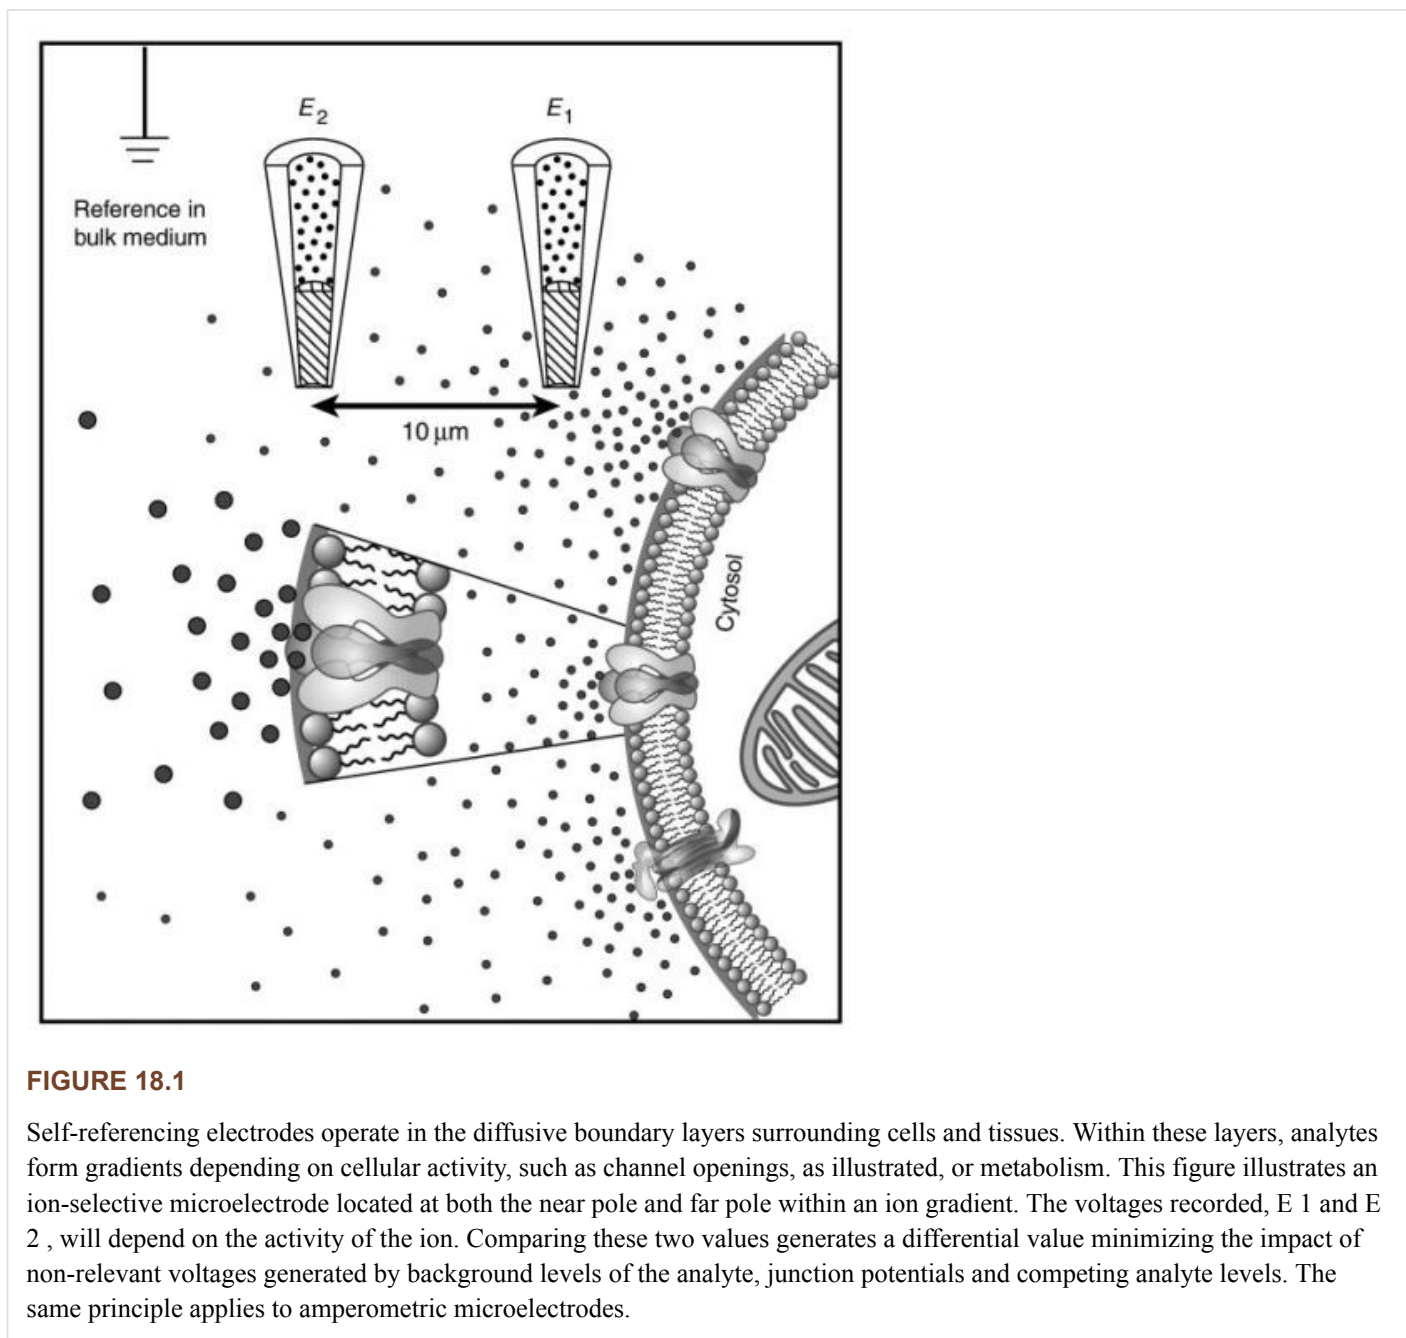 E2
E1
Reference in
bulk medium
10 μm
Cytosol
FIGURE 18.1
Self-referencing electrodes operate in the diffusive boundary layers surrounding cells and tissues. Within these layers, analytes
form gradients depending on cellular activity, such as channel openings, as illustrated, or metabolism. This figure illustrates an
ion-selective microelectrode located at both the near pole and far pole within an ion gradient. The voltages recorded, E 1 and E
2 , will depend on the activity of the ion. Comparing these two values generates a differential value minimizing the impact of
non-relevant voltages generated by background levels of the analyte, junction potentials and competing analyte levels. The
same principle applies to amperometric microelectrodes.